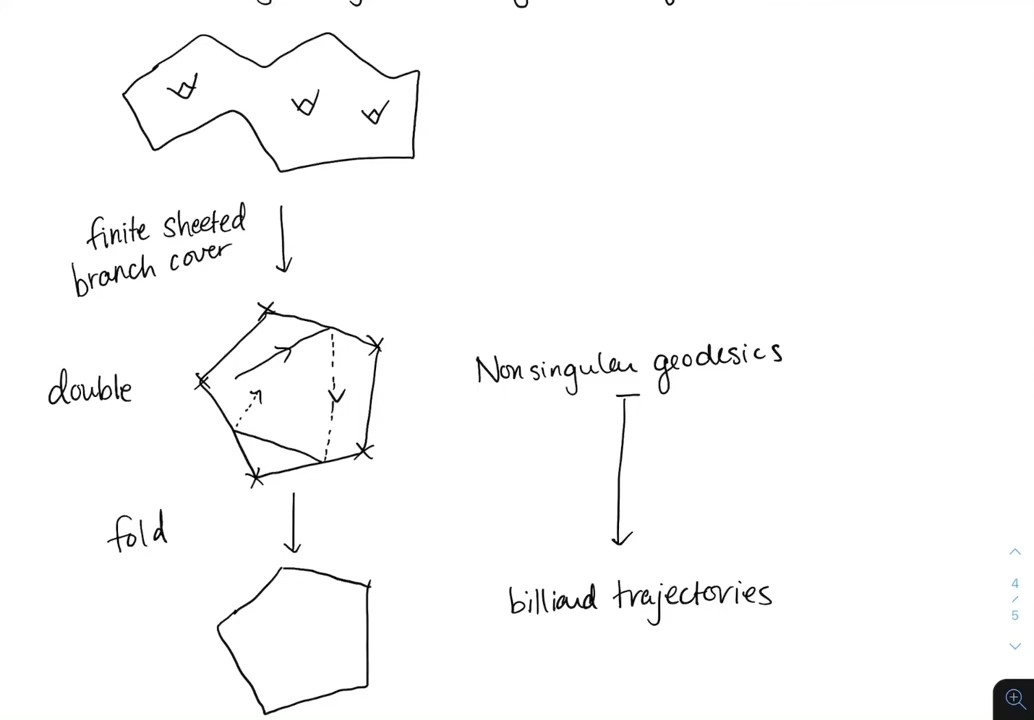 finite sheeted
branch cover
double
Nonsingular geodesics
fold
billiard trajectories
4
/
5